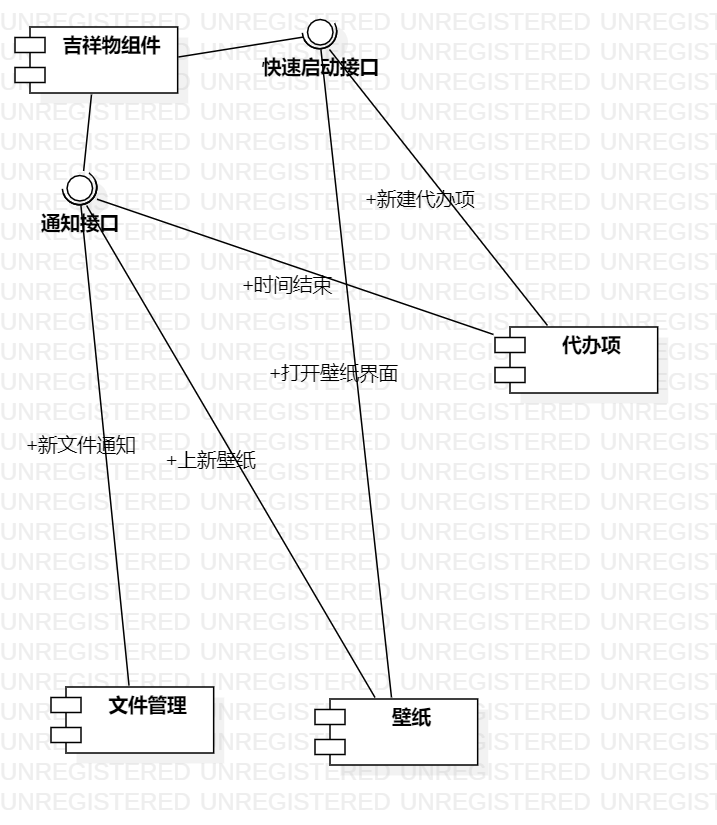 吉祥物组件
快速启动接口
通知接口
+新建代办项
+时间结束
代办项
+打开壁纸界面
+新文件通知
+上新壁纸
文件管理
壁纸
UNREGISTERED